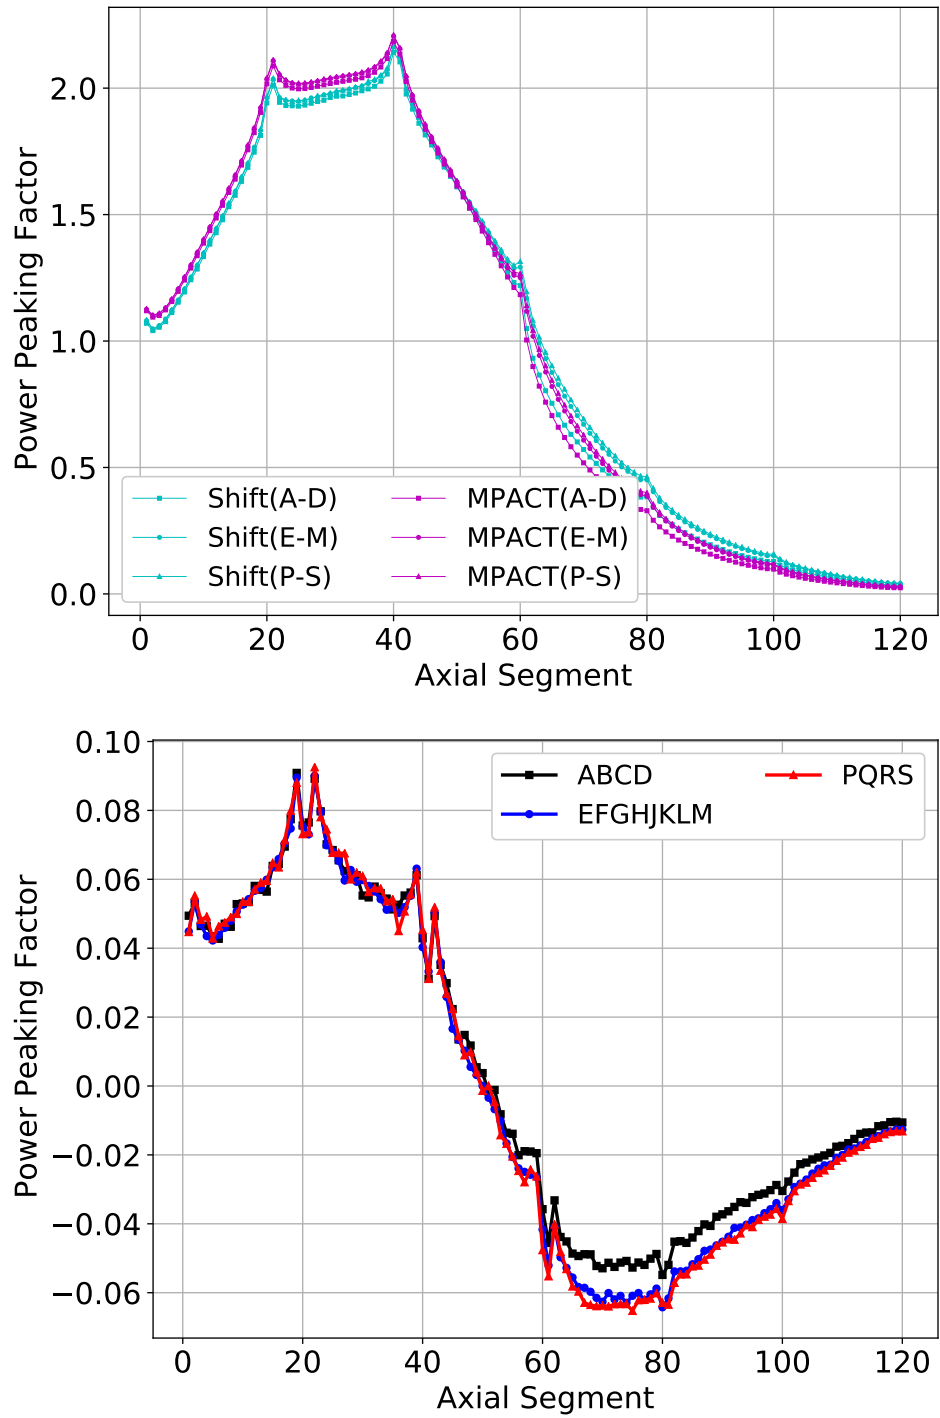 2.0
1.5
1.0
0.5
0.0
Power Peaking Factor
Shift(A-D) MPACT(A-D)
Shift(E-M) MPACT(E-M)
Shift(P-S) MPACT(P-S)
0 20 40 60 80 100 120
Axial Segment
0.10
0.08
0.06
0.04
0.02
0.00
−0.02
−0.04
−0.06
Power Peaking Factor
ABCD PQRS
EFGHJKLM
0 20 40 60 80 100 120
Axial Segment